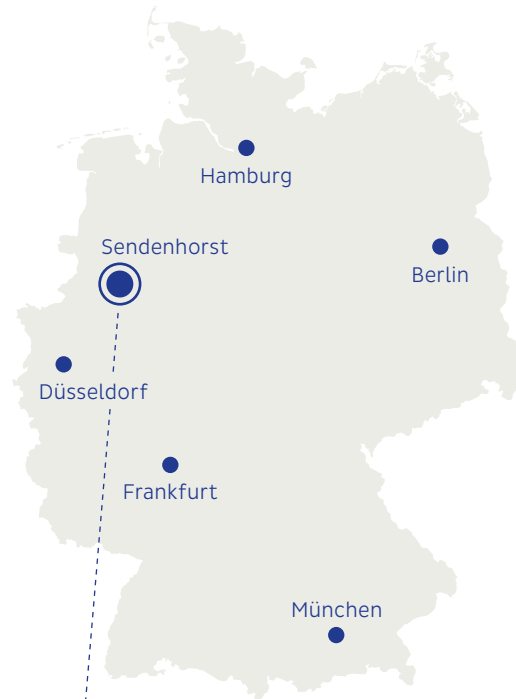 Hamburg
Sendenhorst
Berlin
Düsseldorf
Frankfurt
München